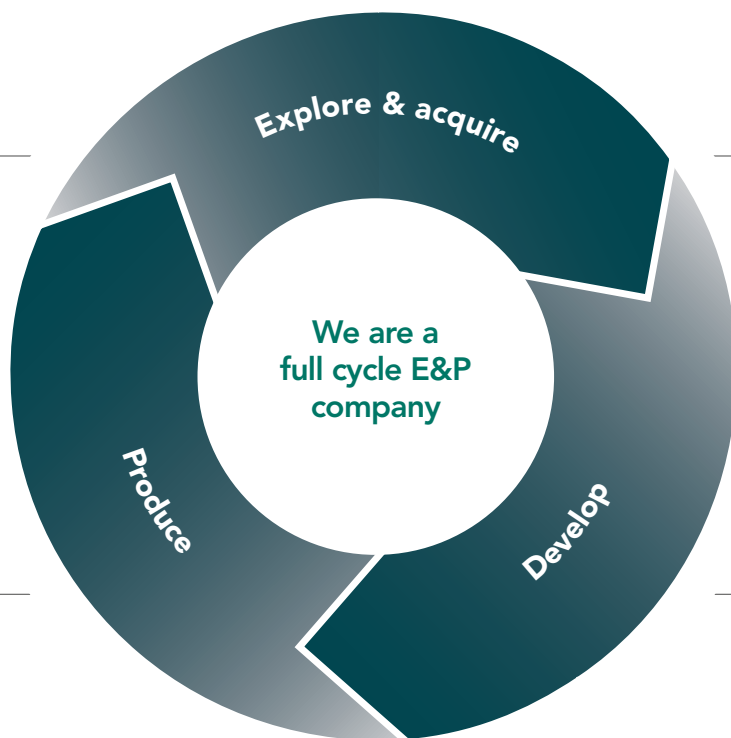 Explore & acquire
We are a
full cycle E&P
company
Produce
Develop